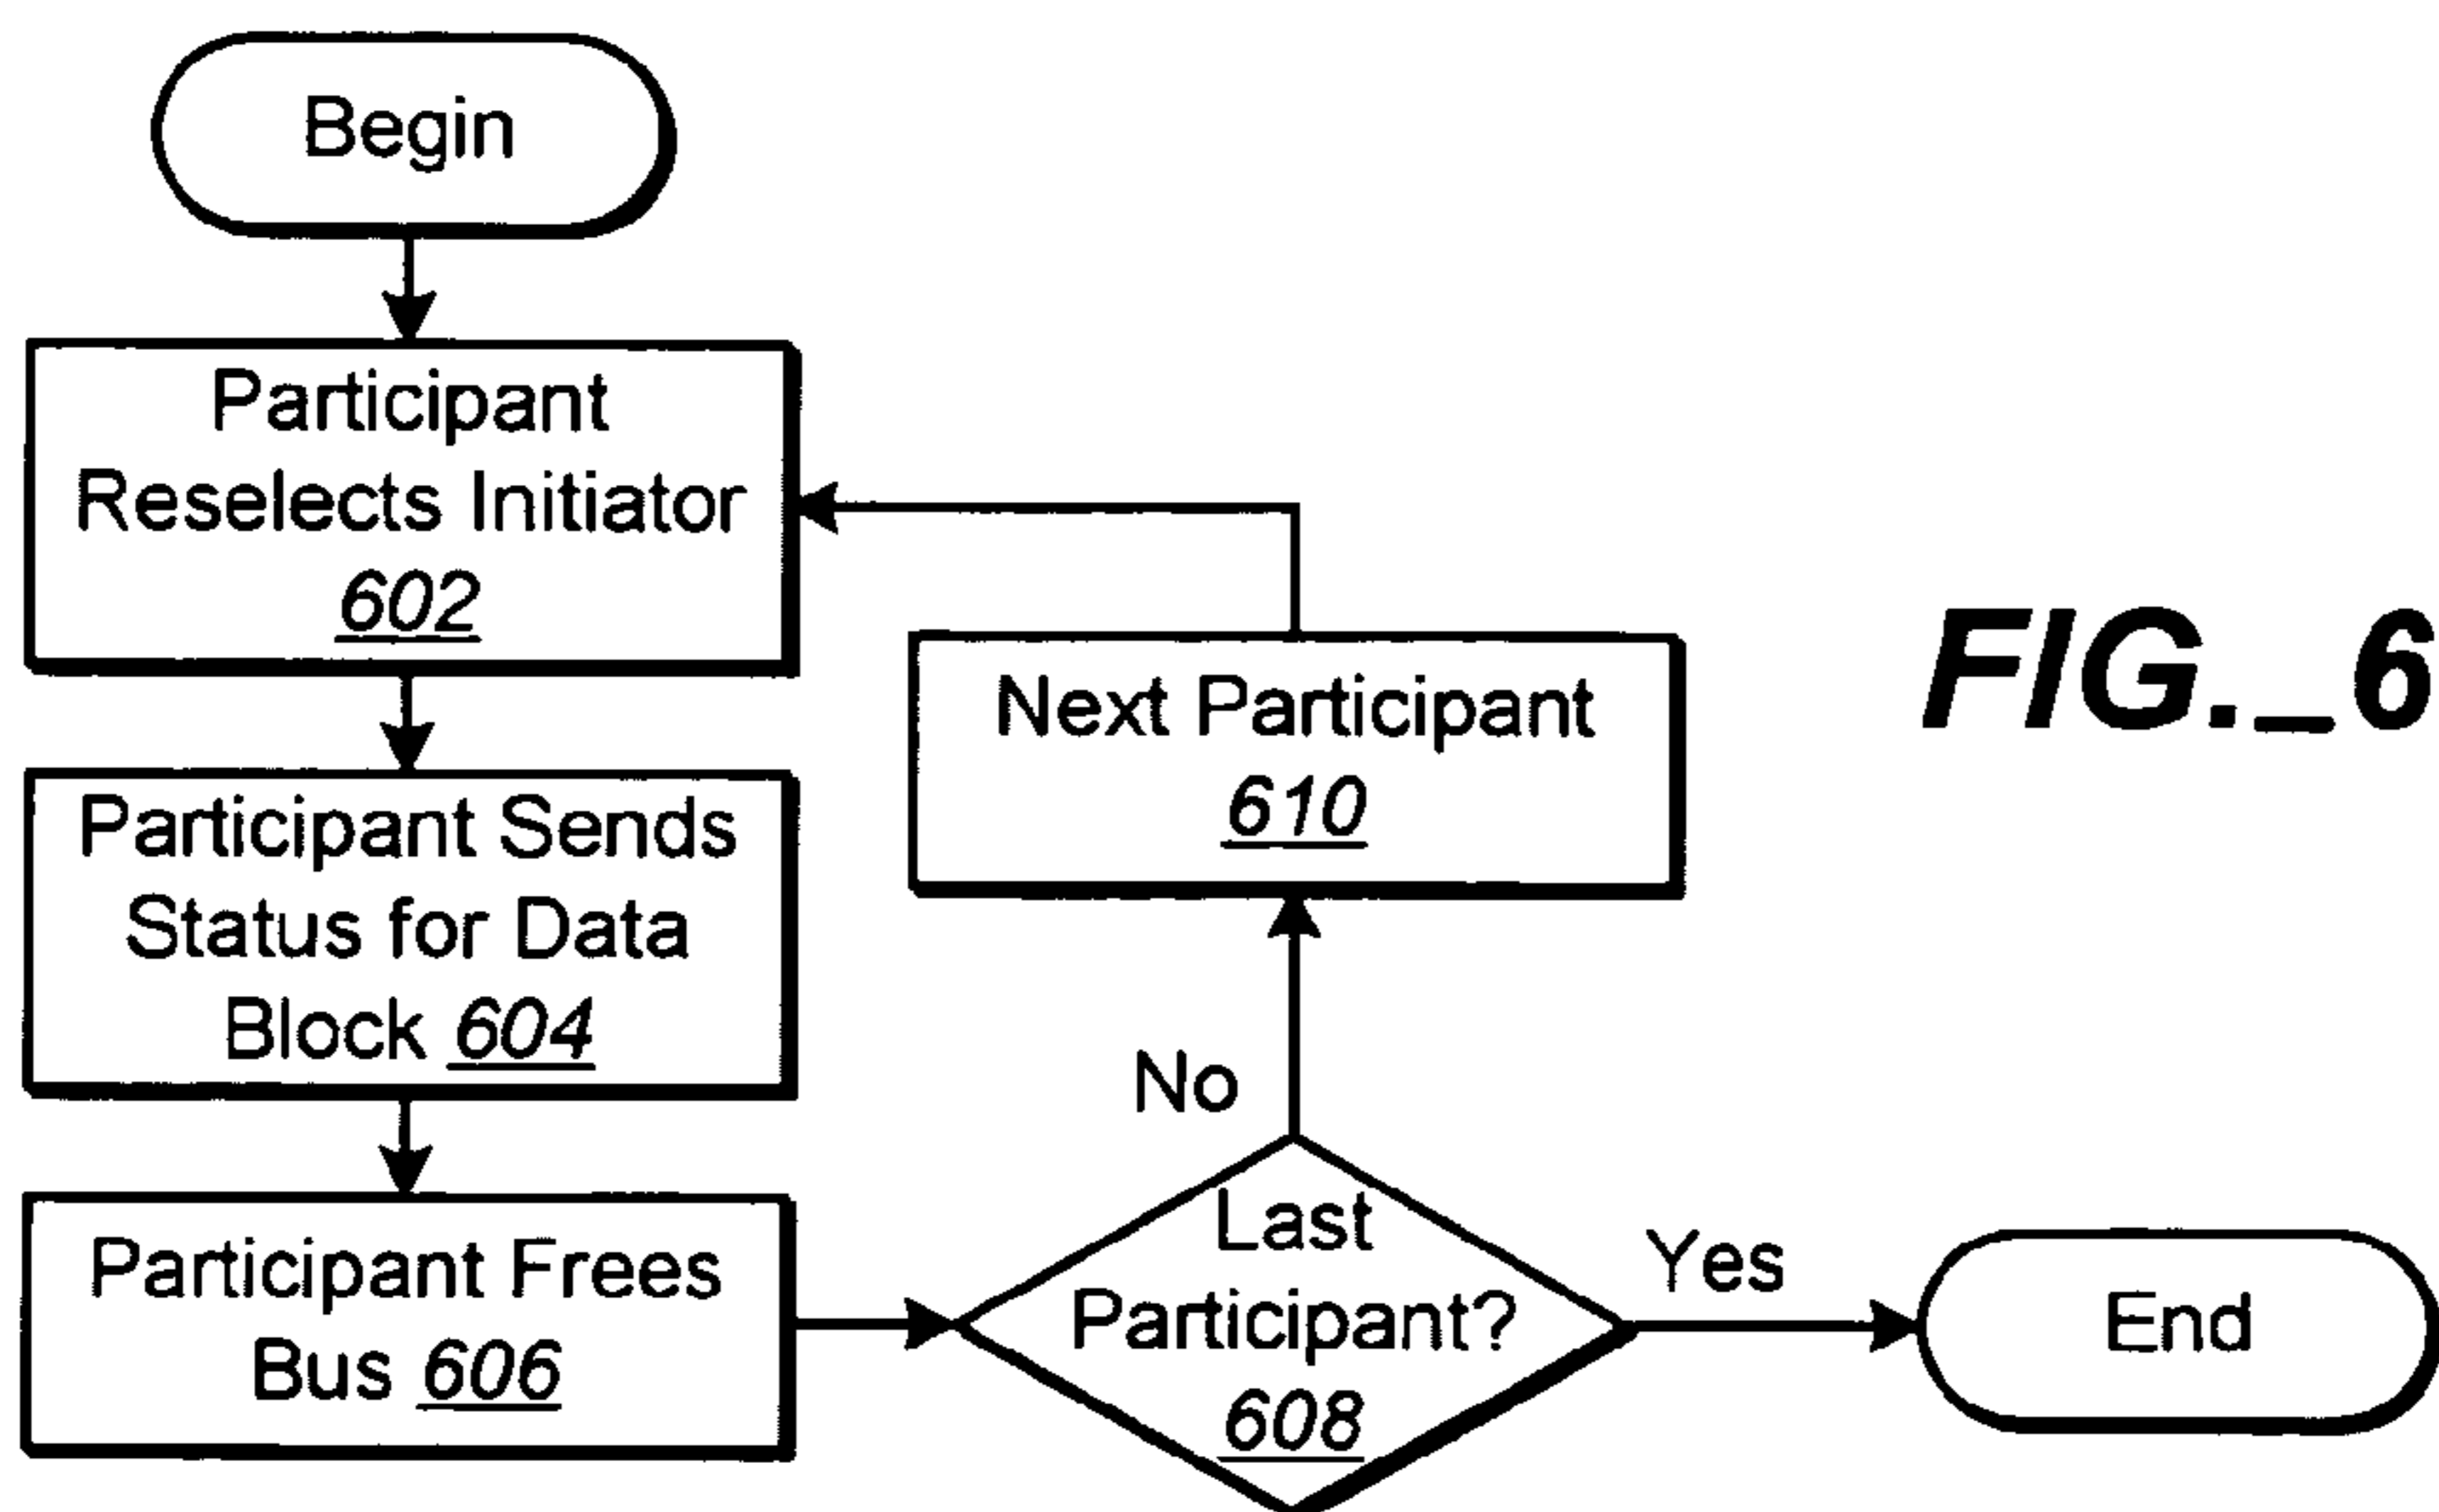 Begin
Participant
Reselects Initiator
602
Participant Sends
Status for Data
Block 604
Participant Frees
Bus 606
Last
Participant?
608
No
Next Participant
610
Yes
End
FIG._6